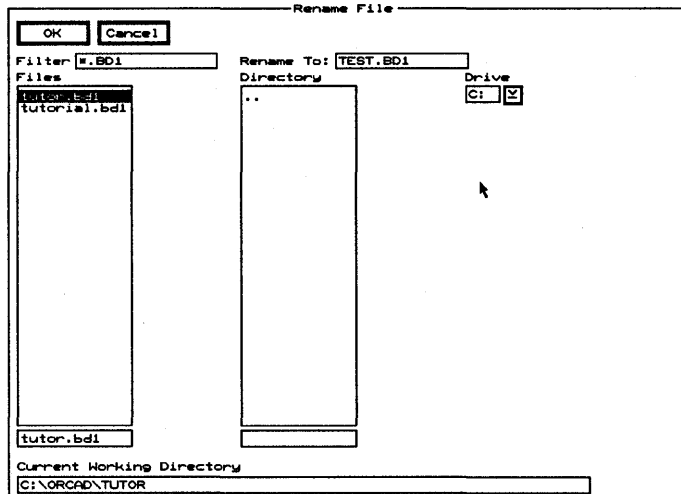 Rename File
OK Cancel
Filter *.BD1 Rename To: TEST.BD1
Files Directory Drive
tutor.bd1 .. C:
tutorial.bd1
tutor.bd1
Current Working Directory
C:\ORCAD\TUTOR